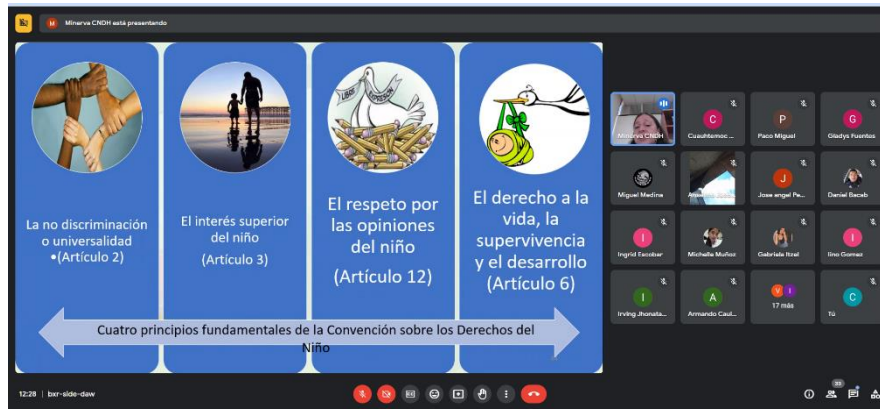 M Minerva CNDH está presentando
La no discriminación
o universalidad
•(Artículo 2)
El interés superior
del niño
(Artículo 3)
LIBRE EXPRESION
El respeto por
las opiniones
del niño
(Artículo 12)
El derecho a la
vida, la
supervivencia
y el desarrollo
(Artículo 6)
Cuatro principios fundamentales de la Convención sobre los Derechos del
Niño
Minerva CNDH
C
Cuauhtemoc ...
P
Paco Miguel
G
Gladys Fuentes
Miguel Medina
J
Jose angel Pe...
Daniel Bacab
I
Ingrid Escobar
Michelle Muñoz
Gabriela Itzel
I
lino Gomez
I
Irving Jhonata...
A
Armando Caul...
V I
17 más
C
Tú
12:28 | bxr-side-daw